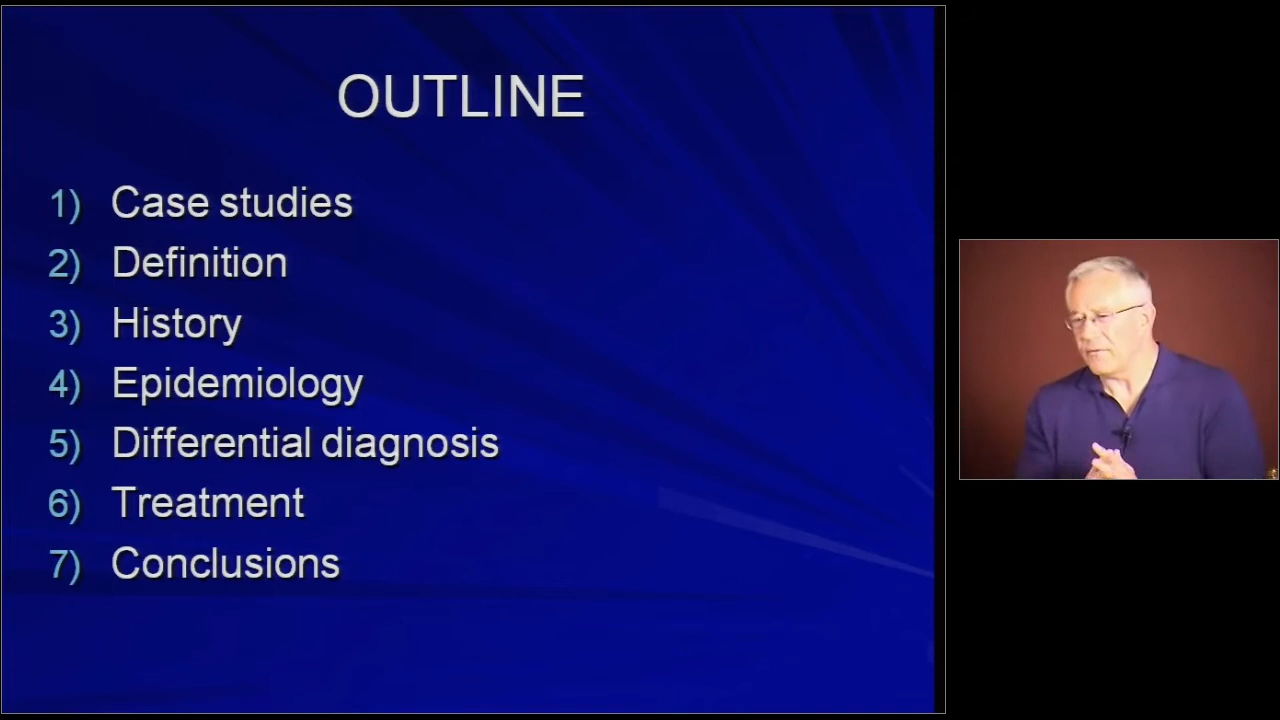 OUTLINE
1) Case studies
2) Definition
3) History
4) Epidemiology
5) Differential diagnosis
6) Treatment
7) Conclusions